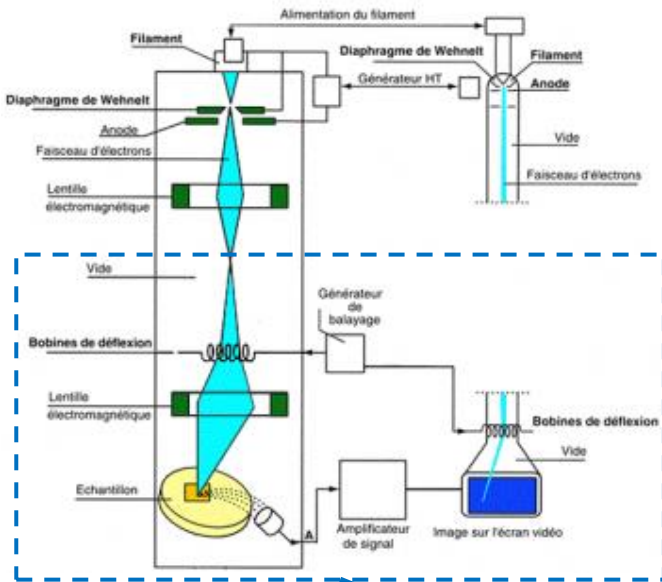 Alimentation du filament
Filament
Diaphragme de Wehnelt
Filament
Générateur HT
Anode
Diaphragme de Wehnelt
Anode
Vide
Faisceau d'électrons
Faisceau d'électrons
Lentille
électromagnétique
Vide
Générateur
de
balayage
Bobines de déflexion
Lentille
électromagnétique
Bobines de déflexion
Vide
Echantillon
A
Amplificateur
de signal
Image sur l'écran vidéo